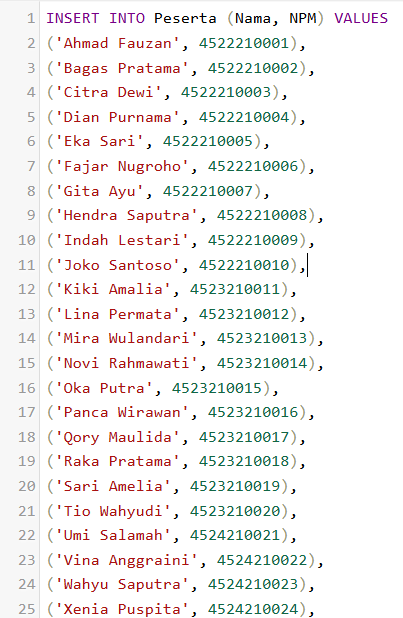 1 INSERT INTO Peserta (Nama, NPM) VALUES
2 ('Ahmad Fauzan', 4522210001),
3 ('Bagas Pratama', 4522210002),
4 ('Citra Dewi', 4522210003),
5 ('Dian Purnama', 4522210004),
6 ('Eka Sari', 4522210005),
7 ('Fajar Nugroho', 4522210006),
8 ('Gita Ayu', 4522210007),
9 ('Hendra Saputra', 4522210008),
10 ('Indah Lestari', 4522210009),
11 ('Joko Santoso', 4522210010),
12 ('Kiki Amalia', 4523210011),
13 ('Lina Permata', 4523210012),
14 ('Mira Wulandari', 4523210013),
15 ('Novi Rahmawati', 4523210014),
16 ('Oka Putra', 4523210015),
17 ('Panca Wirawan', 4523210016),
18 ('Qory Maulida', 4523210017),
19 ('Raka Pratama', 4523210018),
20 ('Sari Amelia', 4523210019),
21 ('Tio Wahyudi', 4523210020),
22 ('Umi Salamah', 4524210021),
23 ('Vina Anggraini', 4524210022),
24 ('Wahyu Saputra', 4524210023),
25 ('Xenia Puspita', 4524210024),